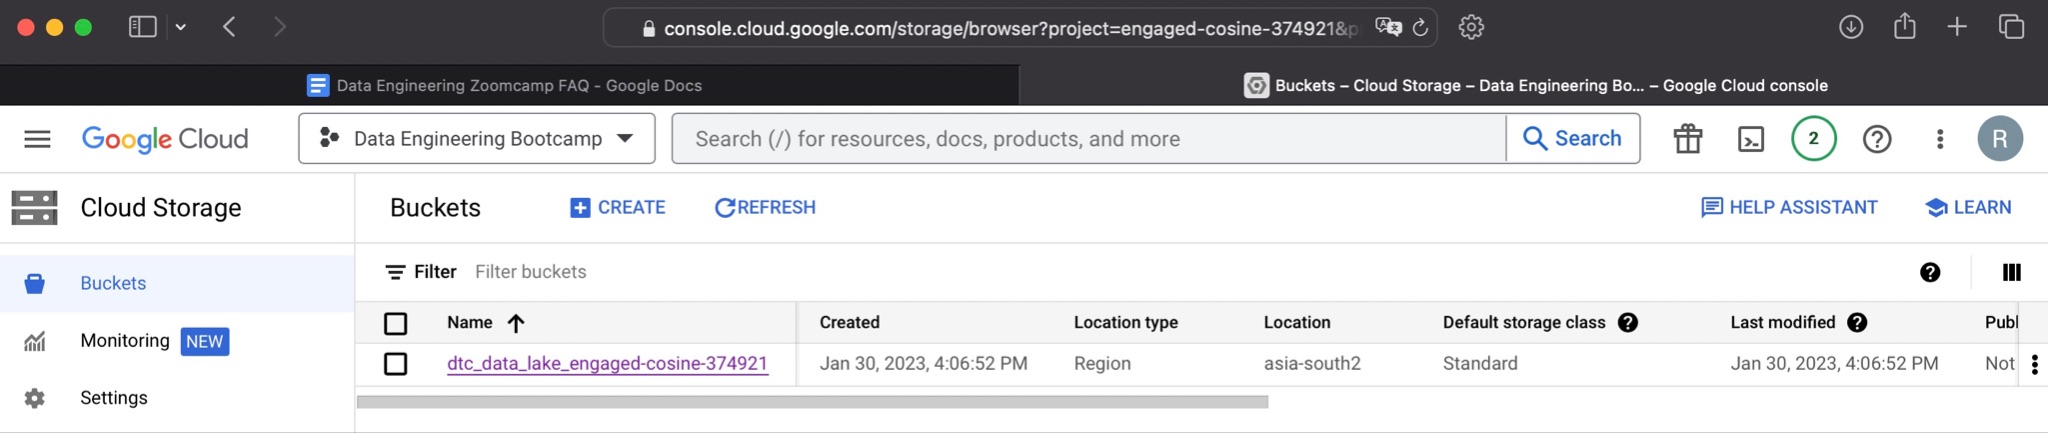 console.cloud.google.com/storage/browser?project=engaged-cosine-374921&p
Data Engineering Zoomcamp FAQ - Google Docs
Buckets – Cloud Storage – Data Engineering Bo... – Google Cloud console
Google Cloud
Data Engineering Bootcamp
Search (/) for resources, docs, products, and more
Search
2
R
Cloud Storage
Buckets
CREATE
REFRESH
HELP ASSISTANT
LEARN
Buckets
Monitoring NEW
Settings
Filter Filter buckets
Name Created Location type Location Default storage class Last modified Publ
dtc_data_lake_engaged-cosine-374921 Jan 30, 2023, 4:06:52 PM Region asia-south2 Standard Jan 30, 2023, 4:06:52 PM Not